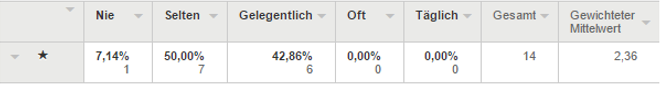 Nie Selten Gelegentlich Oft Täglich Gesamt Gewichteter
Mittelwert
★ 7,14% 50,00% 42,86% 0,00% 0,00% 14 2,36
1 7 6 0 0